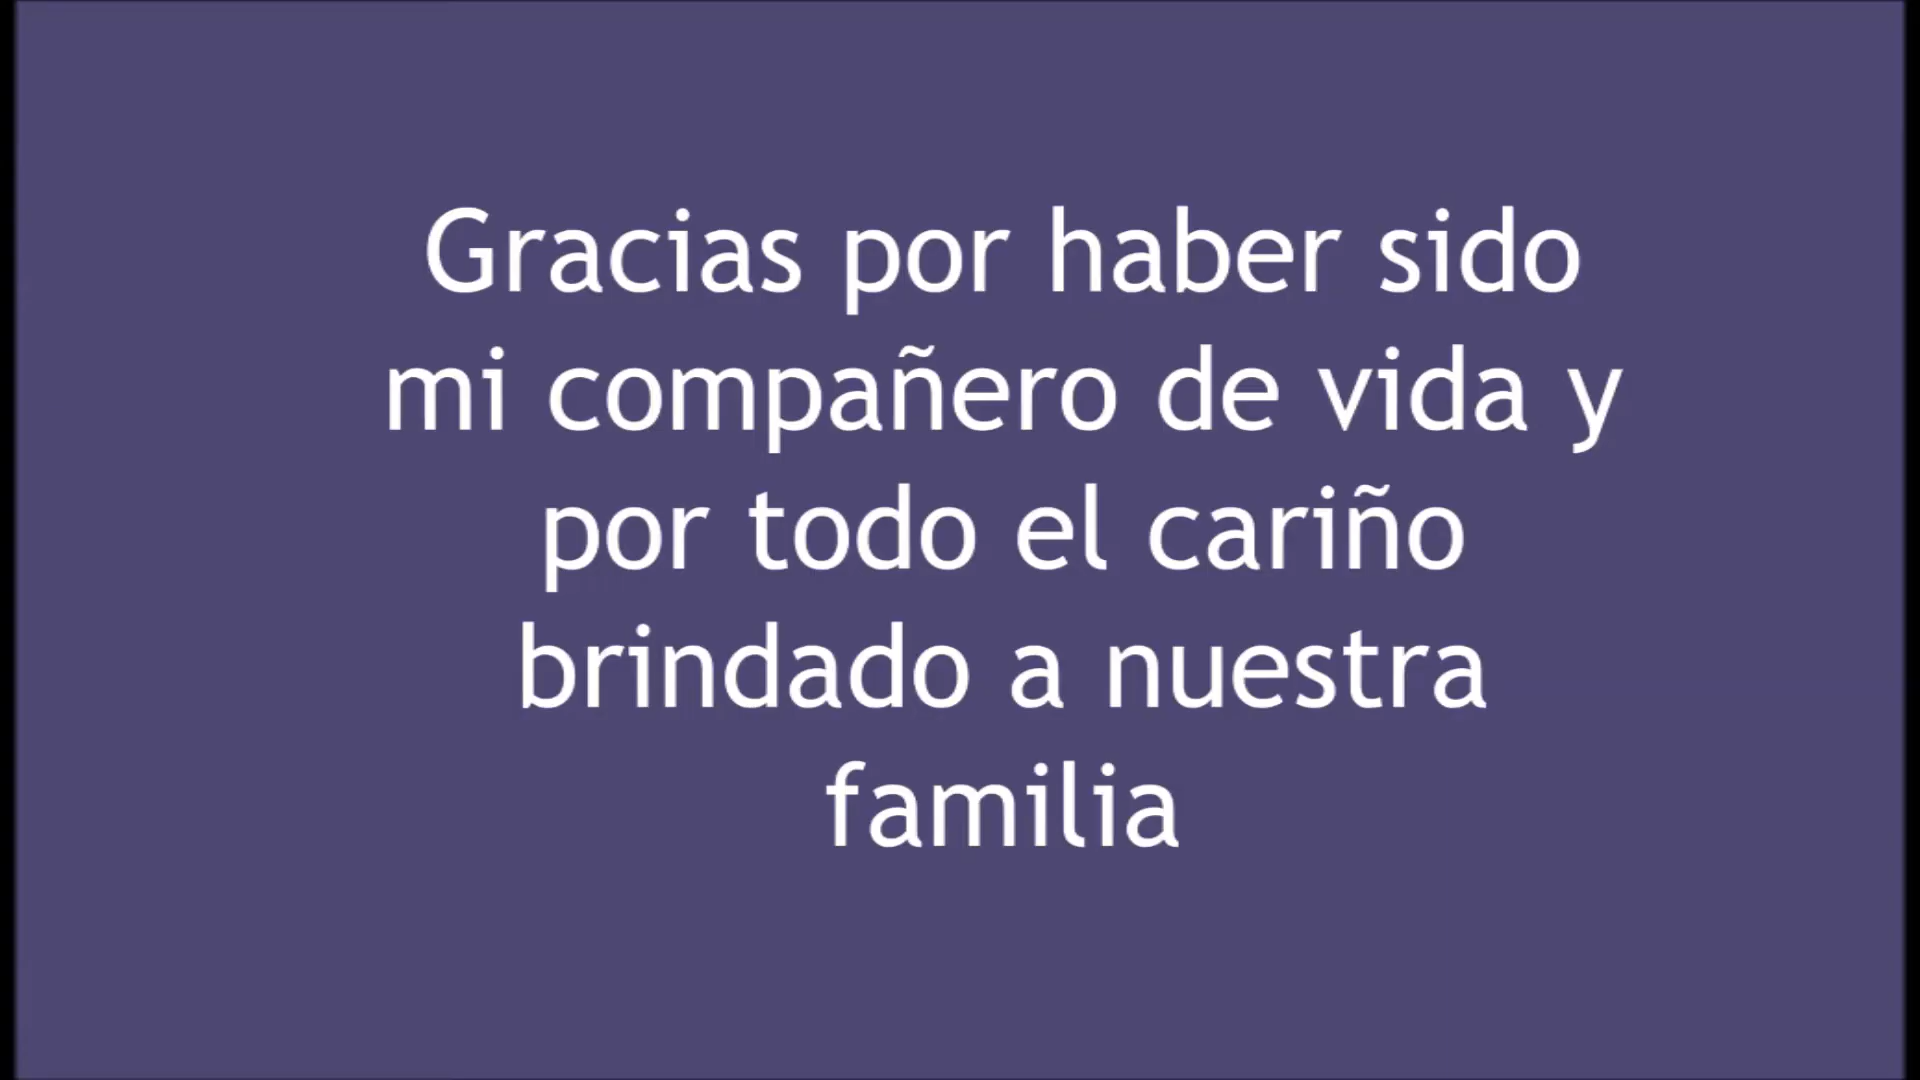 Gracias por haber sido
mi compañero de vida y
por todo el cariño
brindado a nuestra
familia